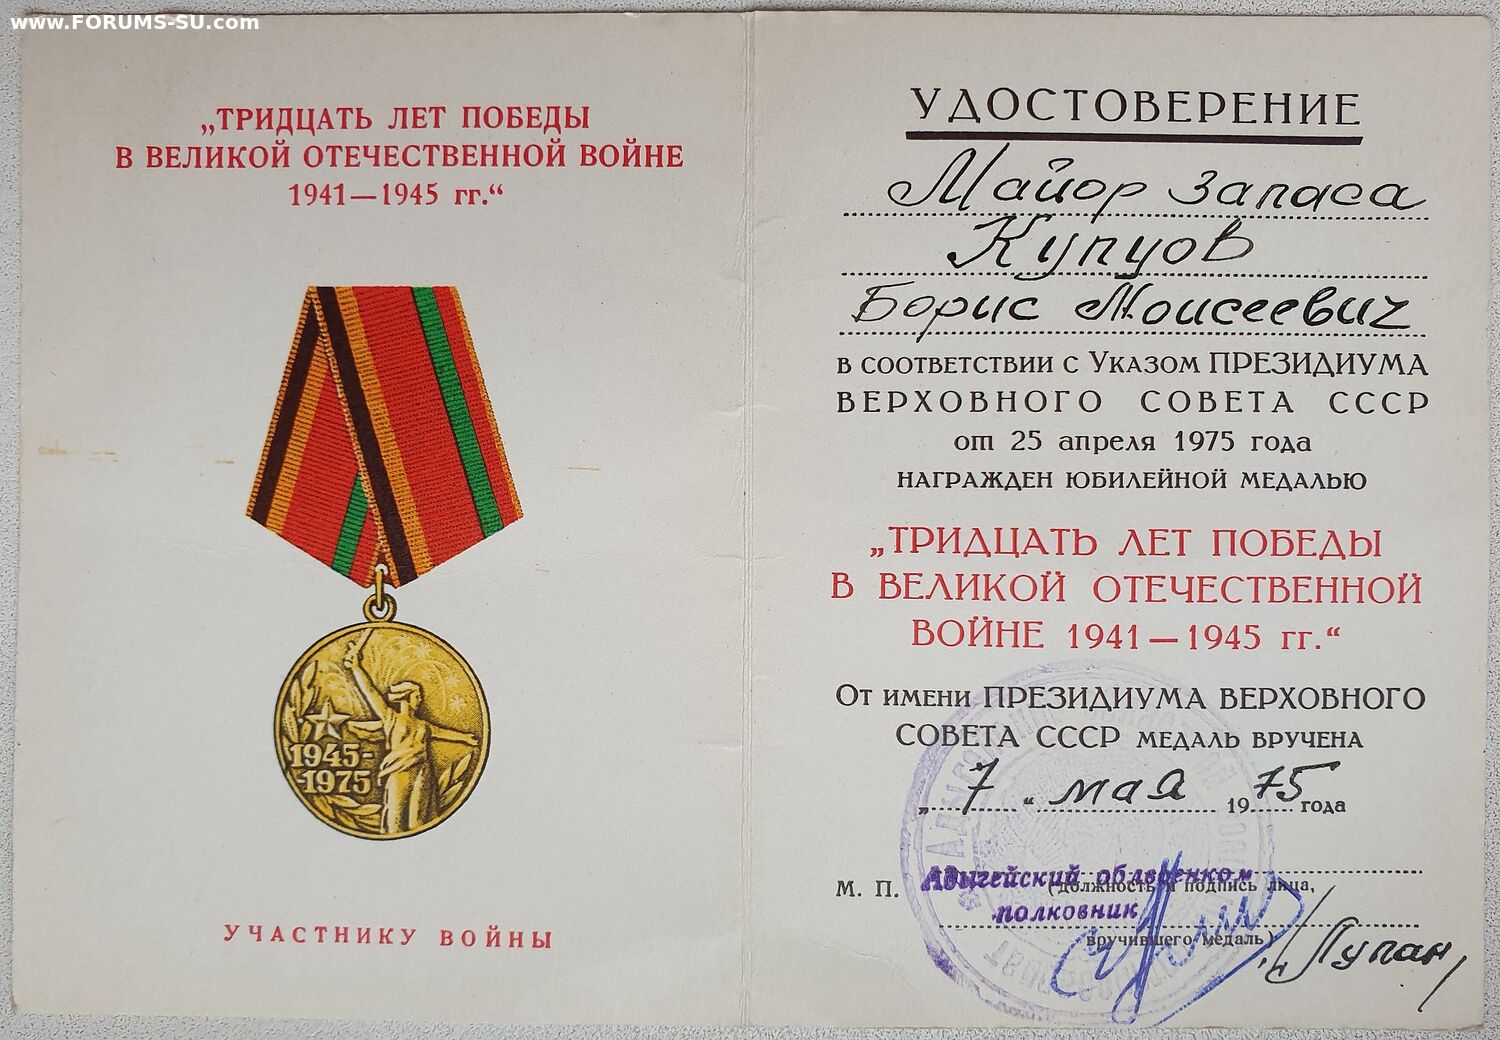 www.FORUMS-SU.com
„ТРИДЦАТЬ ЛЕТ ПОБЕДЫ
В ВЕЛИКОЙ ОТЕЧЕСТВЕННОЙ ВОЙНЕ
1941—1945 гг.“
1945-
-1975
УЧАСТНИКУ ВОЙНЫ
УДОСТОВЕРЕНИЕ
Майор запаса
Купцов
Борис Моисеевич
в соответствии с Указом ПРЕЗИДИУМА
ВЕРХОВНОГО СОВЕТА СССР
от 25 апреля 1975 года
НАГРАЖДЕН ЮБИЛЕЙНОЙ МЕДАЛЬЮ
„ТРИДЦАТЬ ЛЕТ ПОБЕДЫ
В ВЕЛИКОЙ ОТЕЧЕСТВЕННОЙ
ВОЙНЕ 1941—1945 гг.“
От имени ПРЕЗИДИУМА ВЕРХОВНОГО
СОВЕТА СССР МЕДАЛЬ ВРУЧЕНА
„7“ мая 1975 года
Адыгейский облвоенком
М. П. (должность и подпись лица,
полковник
вручившего медаль)
/Лупан/